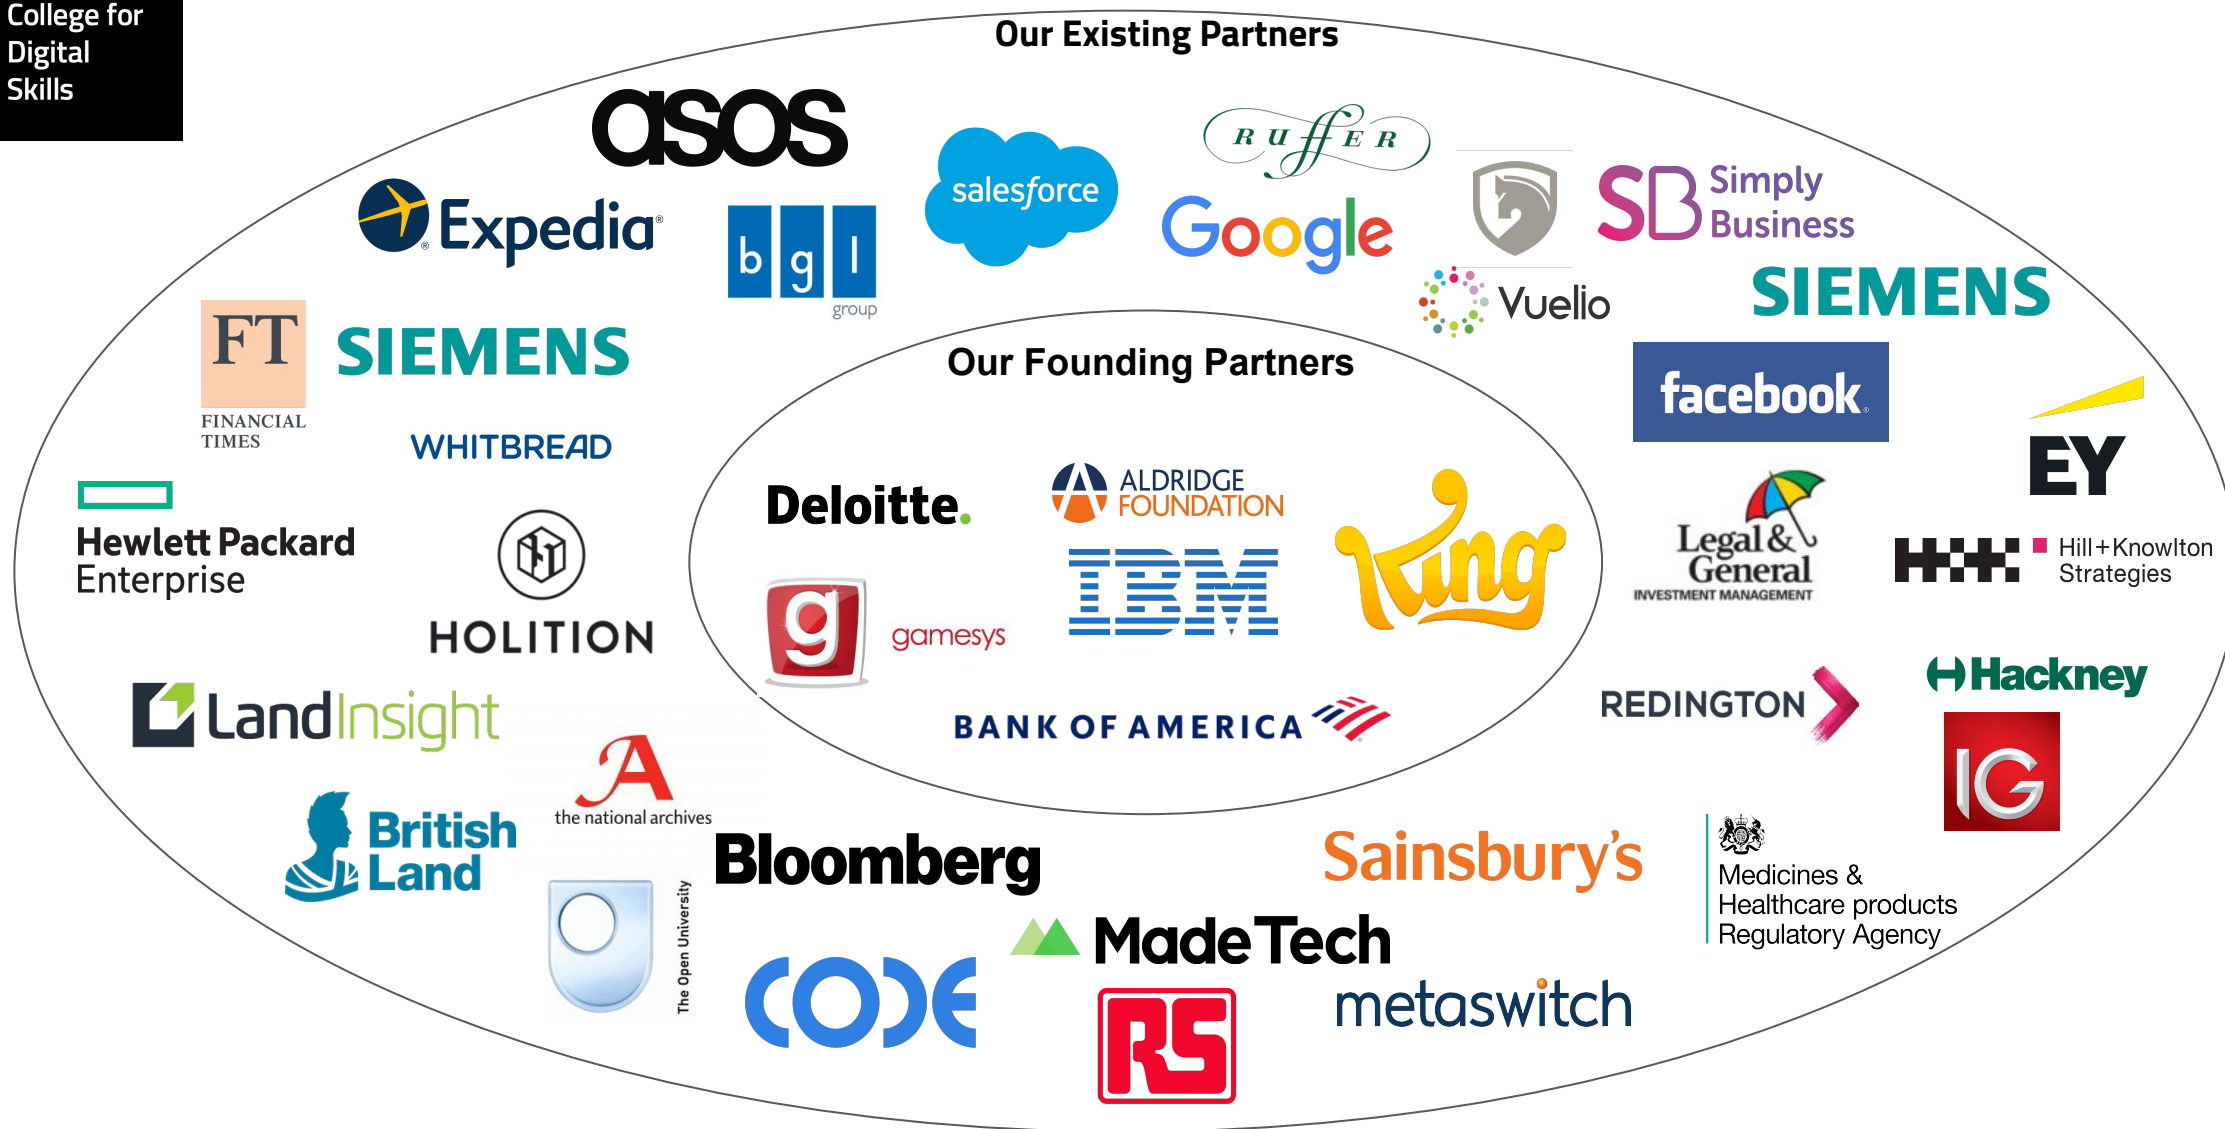 College for
Digital
Skills
Our Existing Partners
asos
RUffER
salesforce
Expedia®
Google
Simply
Business
SB
bgl
group
Vuelio
SIEMENS
FT
FINANCIAL
TIMES
SIEMENS
Our Founding Partners
facebook®
WHITBREAD
EY
Deloitte.
ALDRIDGE
FOUNDATION
King
Hewlett Packard
Enterprise
IBM
Legal &
General
INVESTMENT MANAGEMENT
H+K
Hill+Knowlton
Strategies
HOLITION
g
gamesys
LandInsight
BANK OF AMERICA
REDINGTON
Hackney
IG
A
the national archives
British
Land
Bloomberg
Sainsbury's
Medicines &
Healthcare products
Regulatory Agency
The Open University
MadeTech
CODE
metaswitch
RS